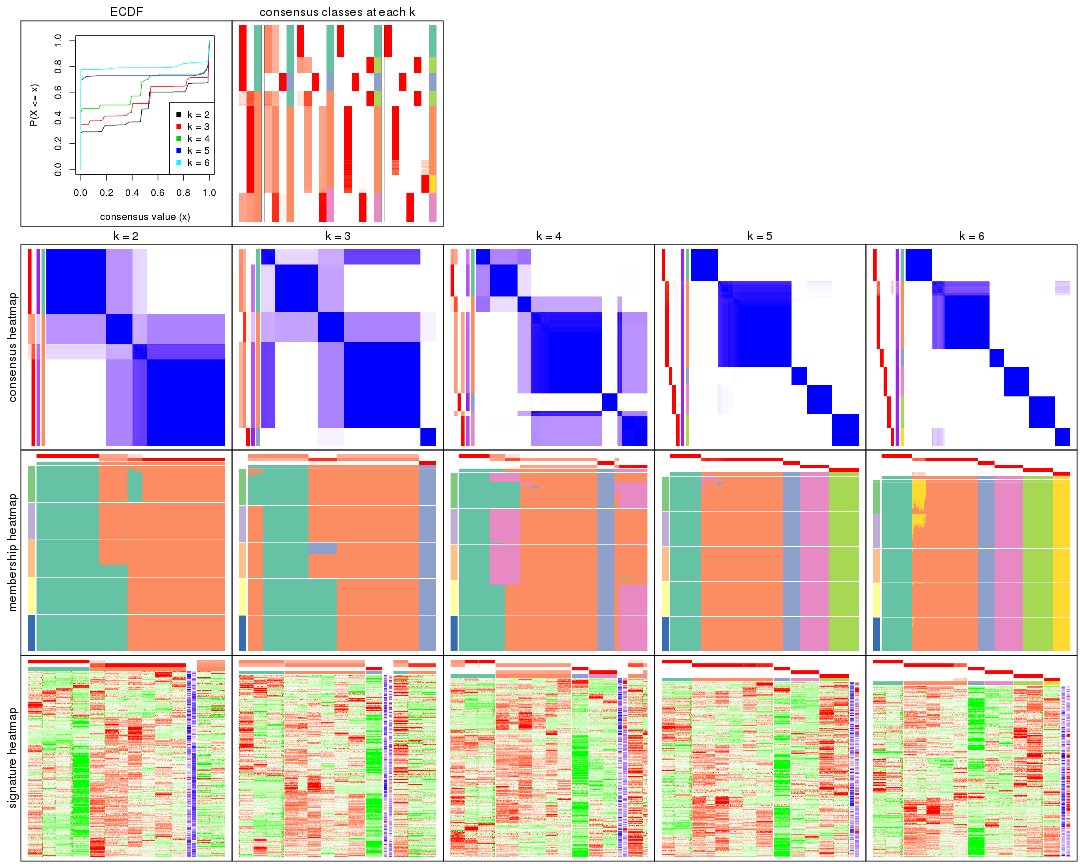 ECDF
consensus classes at each k
P(X <= x)
0.0 0.2 0.4 0.6 0.8 1.0
k = 2
k = 3
k = 4
k = 5
k = 6
0.0 0.2 0.4 0.6 0.8 1.0
consensus value (x)
k = 2
k = 3
k = 4
k = 5
k = 6
consensus heatmap
membership heatmap
signature heatmap